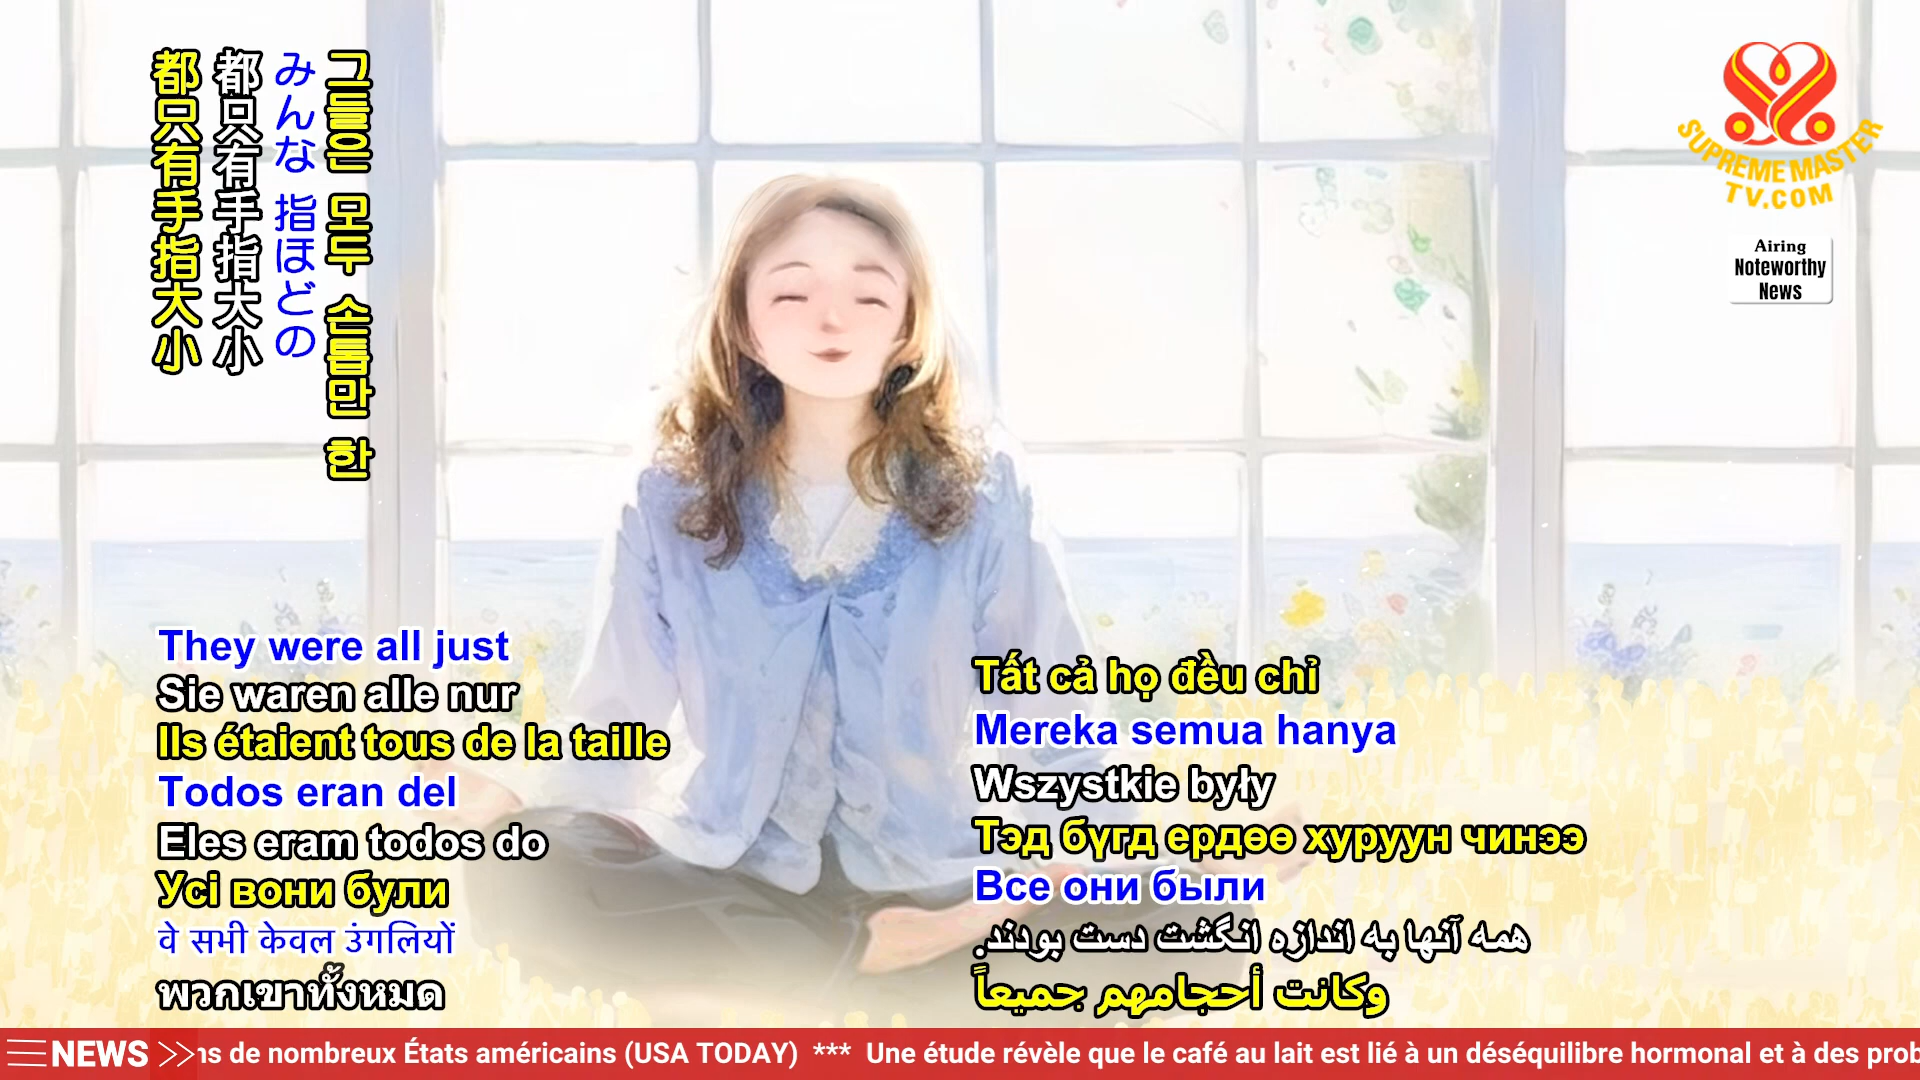 都只有手指大小
都只有手指大小
みんな 指ほどの
그들은 모두 손톱만 한
SUPREME MASTER
TV.COM
Airing
Noteworthy
News
They were all just
Sie waren alle nur
Ils étaient tous de la taille
Todos eran del
Eles eram todos do
Усі вони були
वे सभी केवल उंगलियों
พวกเขาทั้งหมด
Tất cả họ đều chỉ
Mereka semua hanya
Wszystkie były
Тэд бүгд ердөө хуруун чинээ
Все они были
همه آنها به اندازه انگشت دست بودند.
وكانت أحجامهم جميعاً
NEWS
ns de nombreux États américains (USA TODAY) *** Une étude révèle que le café au lait est lié à un déséquilibre hormonal et à des prob